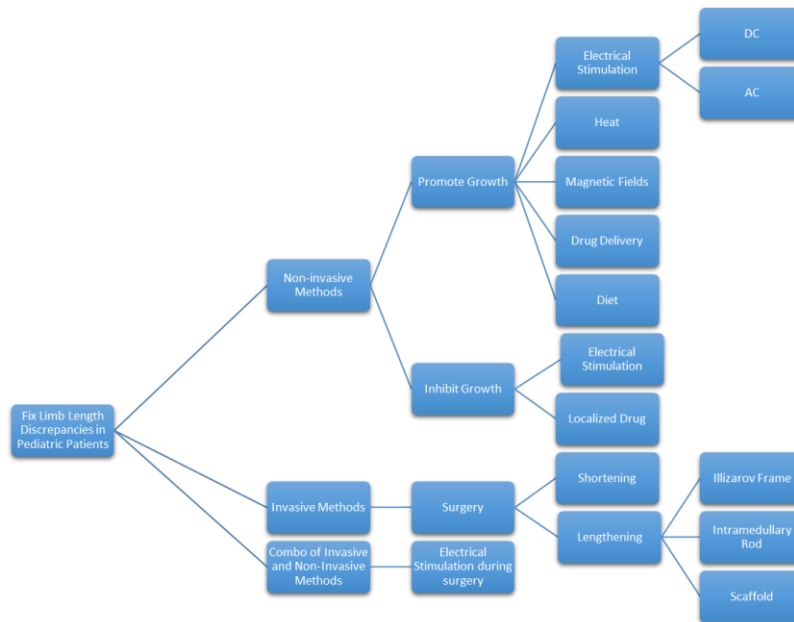 Fix Limb Length
Discrepancies in
Pediatric Patients
Non-invasive
Methods
Promote Growth
Electrical
Stimulation
DC
AC
Heat
Magnetic Fields
Drug Delivery
Diet
Inhibit Growth
Electrical
Stimulation
Localized Drug
Invasive Methods
Surgery
Shortening
Lengthening
Illizarov Frame
Intramedullary
Rod
Scaffold
Combo of Invasive
and Non-Invasive
Methods
Electrical
Stimulation during
surgery